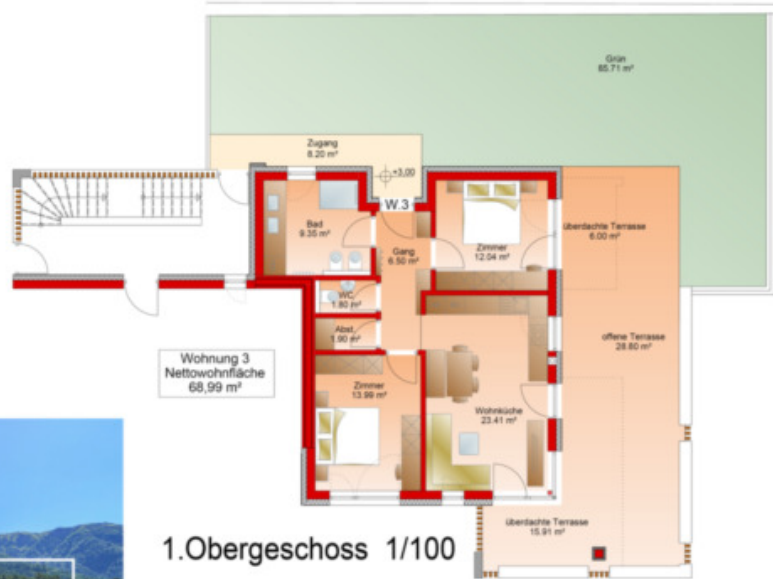 Grün
85.71 m²
Zugang
8.20 m²
+3,00
W.3
Bad
9.35 m²
Gang
6.50 m²
Zimmer
12.04 m²
überdachte Terrasse
6.00 m²
WC
1.80 m²
Abst.
1.90 m²
offene Terrasse
28.80 m²
Wohnung 3
Nettowohnfläche
68,99 m²
Zimmer
13.99 m²
Wohnküche
23.41 m²
überdachte Terrasse
15.91 m²
1.Obergeschoss 1/100